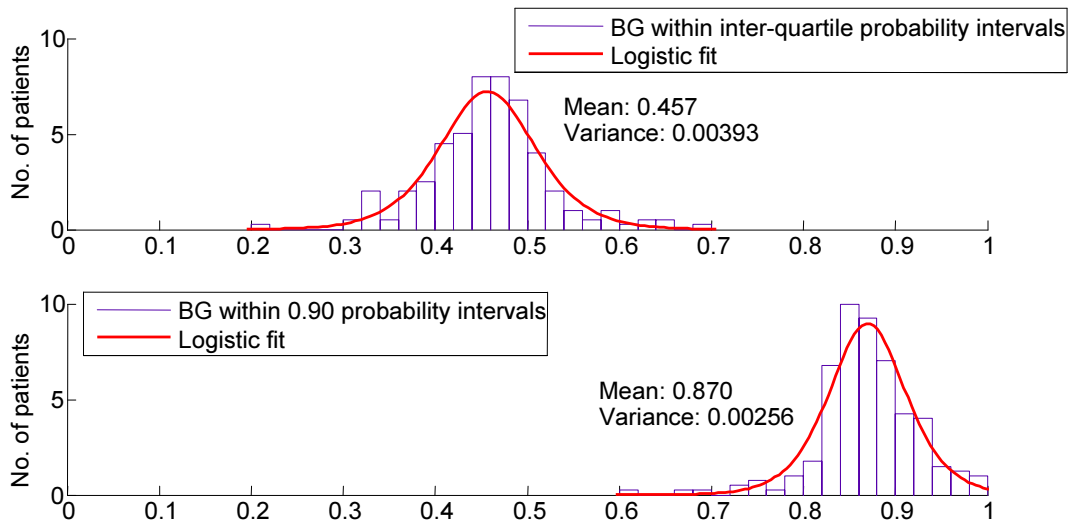 10
5
0
No. of patients
BG within inter-quartile probability intervals
Logistic fit
Mean: 0.457
Variance: 0.00393
0 0.1 0.2 0.3 0.4 0.5 0.6 0.7 0.8 0.9 1
10
5
0
No. of patients
BG within 0.90 probability intervals
Logistic fit
Mean: 0.870
Variance: 0.00256
0 0.1 0.2 0.3 0.4 0.5 0.6 0.7 0.8 0.9 1